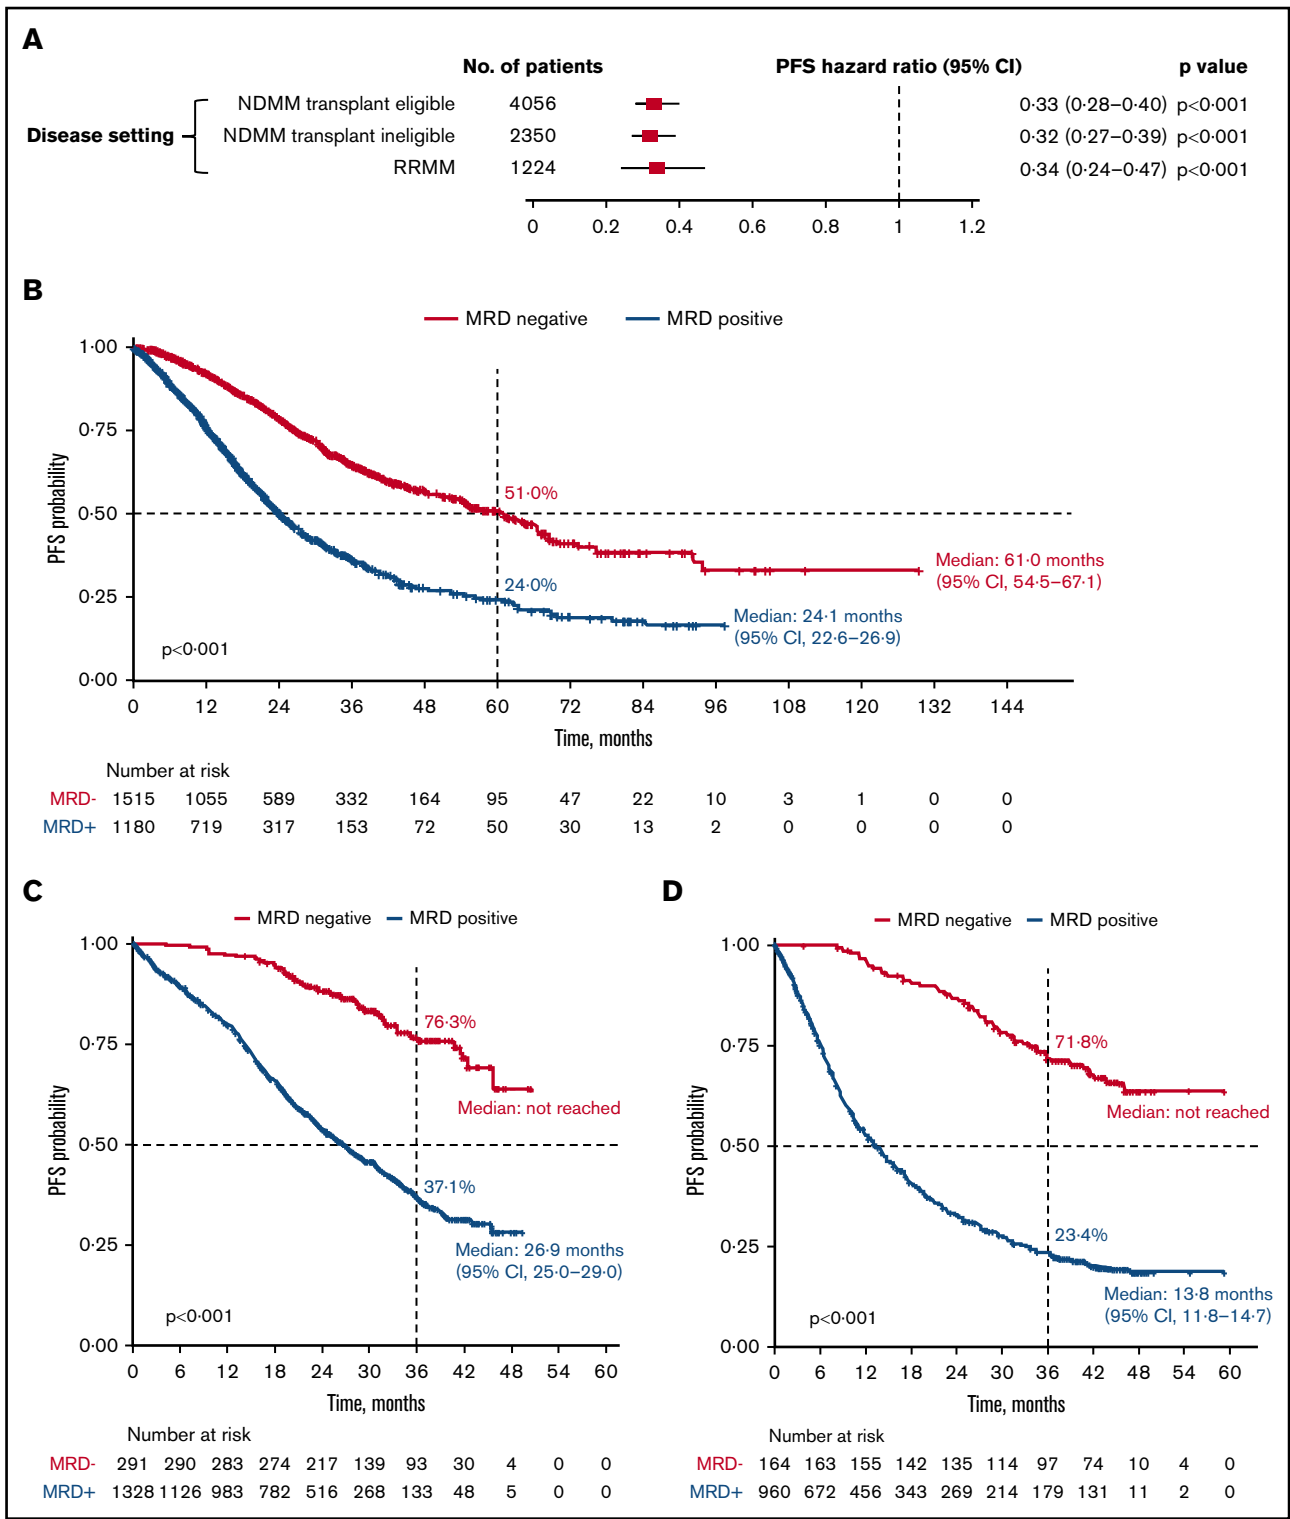 A
No. of patients PFS hazard ratio (95% CI) p value
NDMM transplant eligible 4056 0·33 (0·28–0·40) p<0·001
Disease setting NDMM transplant ineligible 2350 0·32 (0·27–0·39) p<0·001
RRMM 1224 0·34 (0·24–0·47) p<0·001
0 0.2 0.4 0.6 0.8 1 1.2
B
MRD negative MRD positive
1·00
0·75
0·50
0·25
0·00
PFS probability
51·0%
24·0%
Median: 61·0 months
(95% CI, 54·5–67·1)
Median: 24·1 months
(95% CI, 22·6–26·9)
p<0·001
0 12 24 36 48 60 72 84 96 108 120 132 144
Time, months
Number at risk
MRD- 1515 1055 589 332 164 95 47 22 10 3 1 0 0
MRD+ 1180 719 317 153 72 50 30 13 2 0 0 0 0
C
MRD negative MRD positive
1·00
0·75
0·50
0·25
0·00
PFS probability
76·3%
Median: not reached
37·1%
Median: 26·9 months
(95% CI, 25·0–29·0)
p<0·001
0 6 12 18 24 30 36 42 48 54 60
Time, months
Number at risk
MRD- 291 290 283 274 217 139 93 30 4 0 0
MRD+ 1328 1126 983 782 516 268 133 48 5 0 0
D
MRD negative MRD positive
1·00
0·75
0·50
0·25
0·00
PFS probability
71·8%
Median: not reached
23·4%
Median: 13·8 months
(95% CI, 11·8–14·7)
p<0·001
0 6 12 18 24 30 36 42 48 54 60
Time, months
Number at risk
MRD- 164 163 155 142 135 114 97 74 10 4 0
MRD+ 960 672 456 343 269 214 179 131 11 2 0